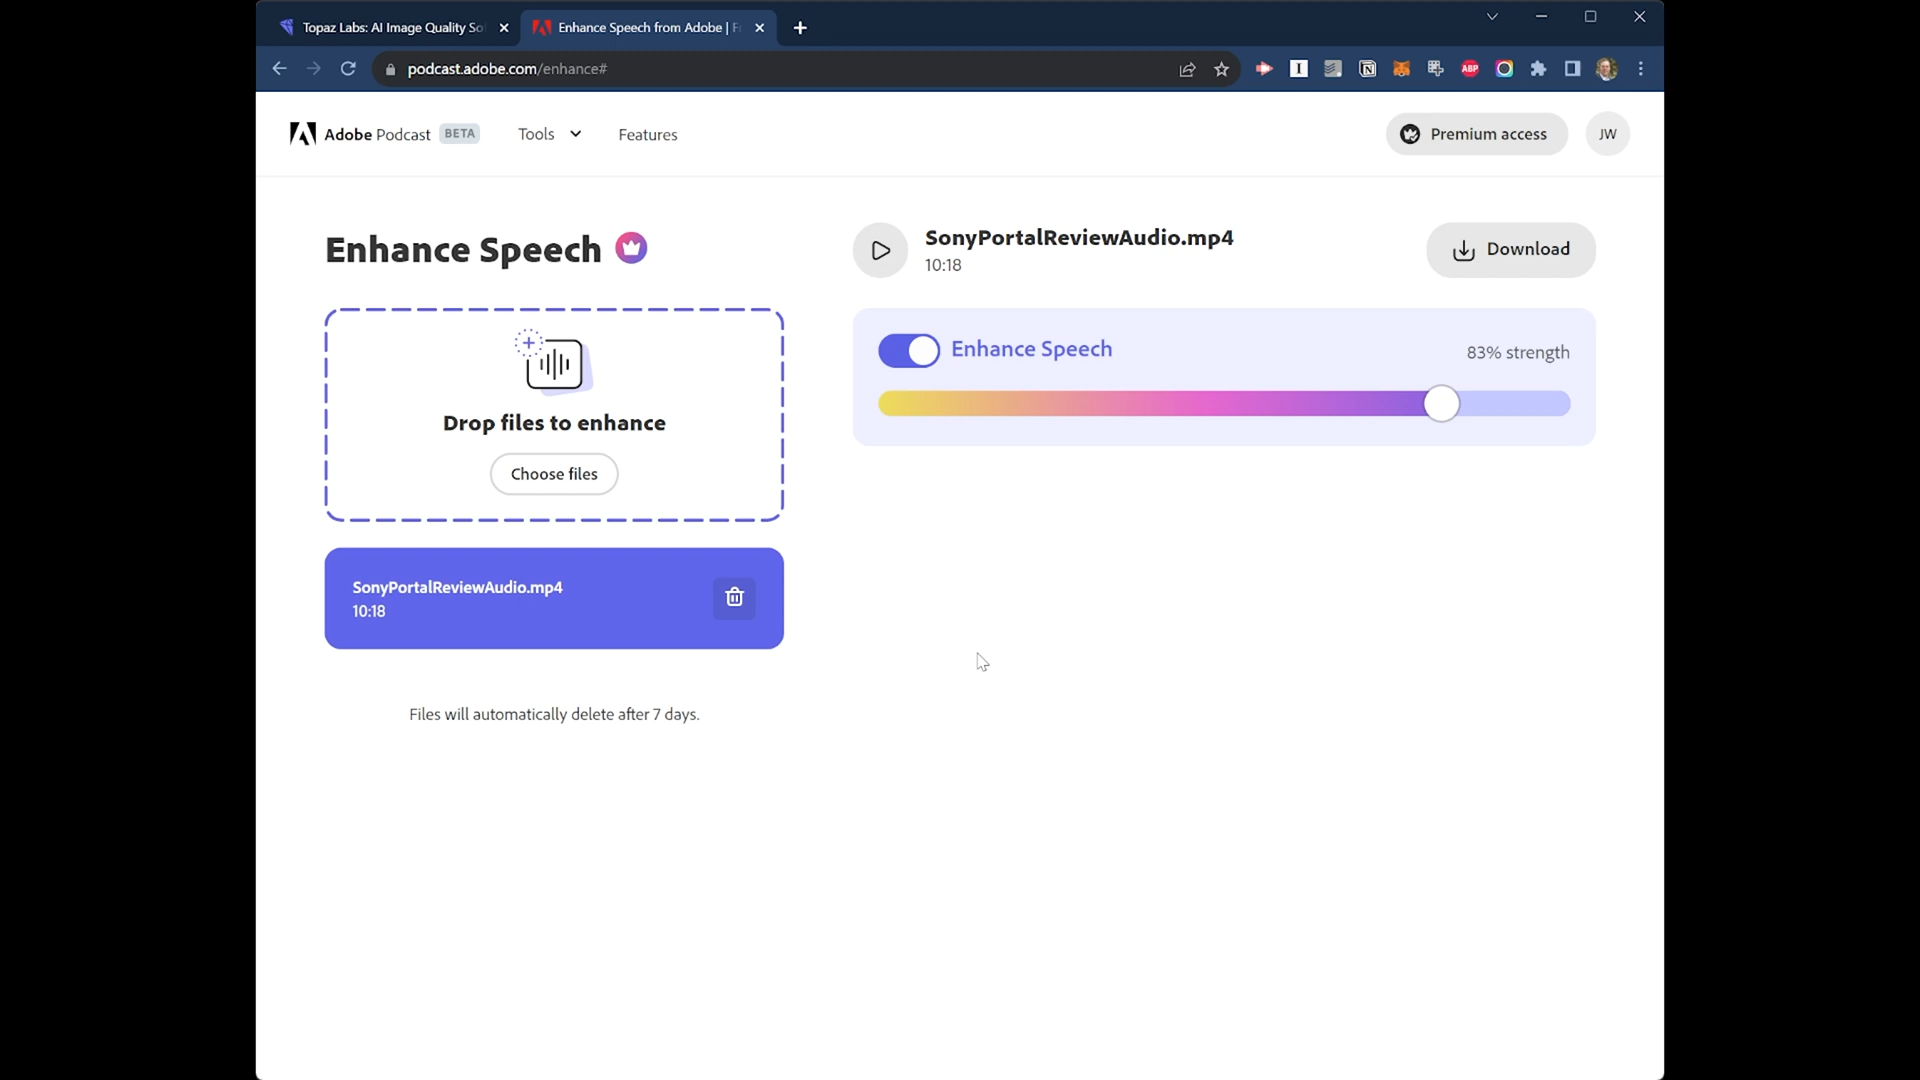 Topaz Labs: AI Image Quality So
Enhance Speech from Adobe | F
podcast.adobe.com/enhance#
I
ABP
Adobe Podcast BETA
Tools
Features
Premium access
JW
Enhance Speech
SonyPortalReviewAudio.mp4
10:18
Download
Enhance Speech
83% strength
Drop files to enhance
Choose files
SonyPortalReviewAudio.mp4
10:18
Files will automatically delete after 7 days.